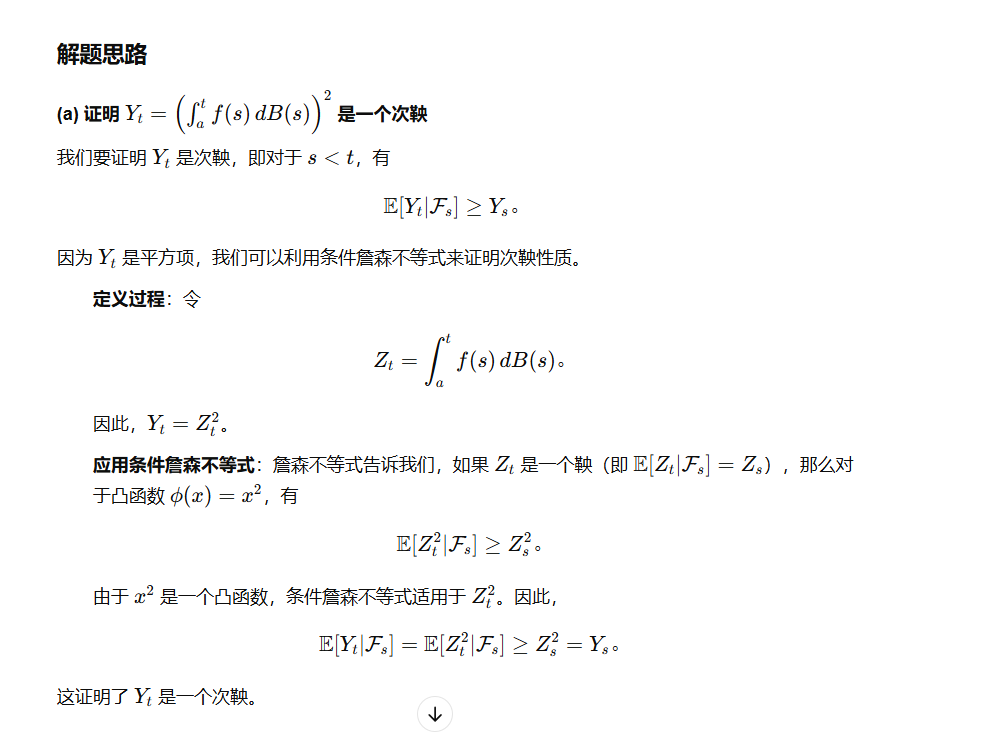 解题思路
(a) 证明 $Y_t = \left(\int_a^t f(s)\,dB(s)\right)^2$ 是一个次鞅
我们要证明 $Y_t$ 是次鞅，即对于 $s < t$，有
$\mathbb{E}[Y_t|\mathcal{F}_s] \geq Y_s$。
因为 $Y_t$ 是平方项，我们可以利用条件詹森不等式来证明次鞅性质。
定义过程：令
$Z_t = \int_a^t f(s)\,dB(s)$。
因此，$Y_t = Z_t^2$。
应用条件詹森不等式：詹森不等式告诉我们，如果 $Z_t$ 是一个鞅（即 $\mathbb{E}[Z_t|\mathcal{F}_s] = Z_s$），那么对
于凸函数 $\phi(x) = x^2$，有
$\mathbb{E}[Z_t^2|\mathcal{F}_s] \geq Z_s^2$。
由于 $x^2$ 是一个凸函数，条件詹森不等式适用于 $Z_t^2$。因此，
$\mathbb{E}[Y_t|\mathcal{F}_s] = \mathbb{E}[Z_t^2|\mathcal{F}_s] \geq Z_s^2 = Y_s$。
这证明了 $Y_t$ 是一个次鞅。